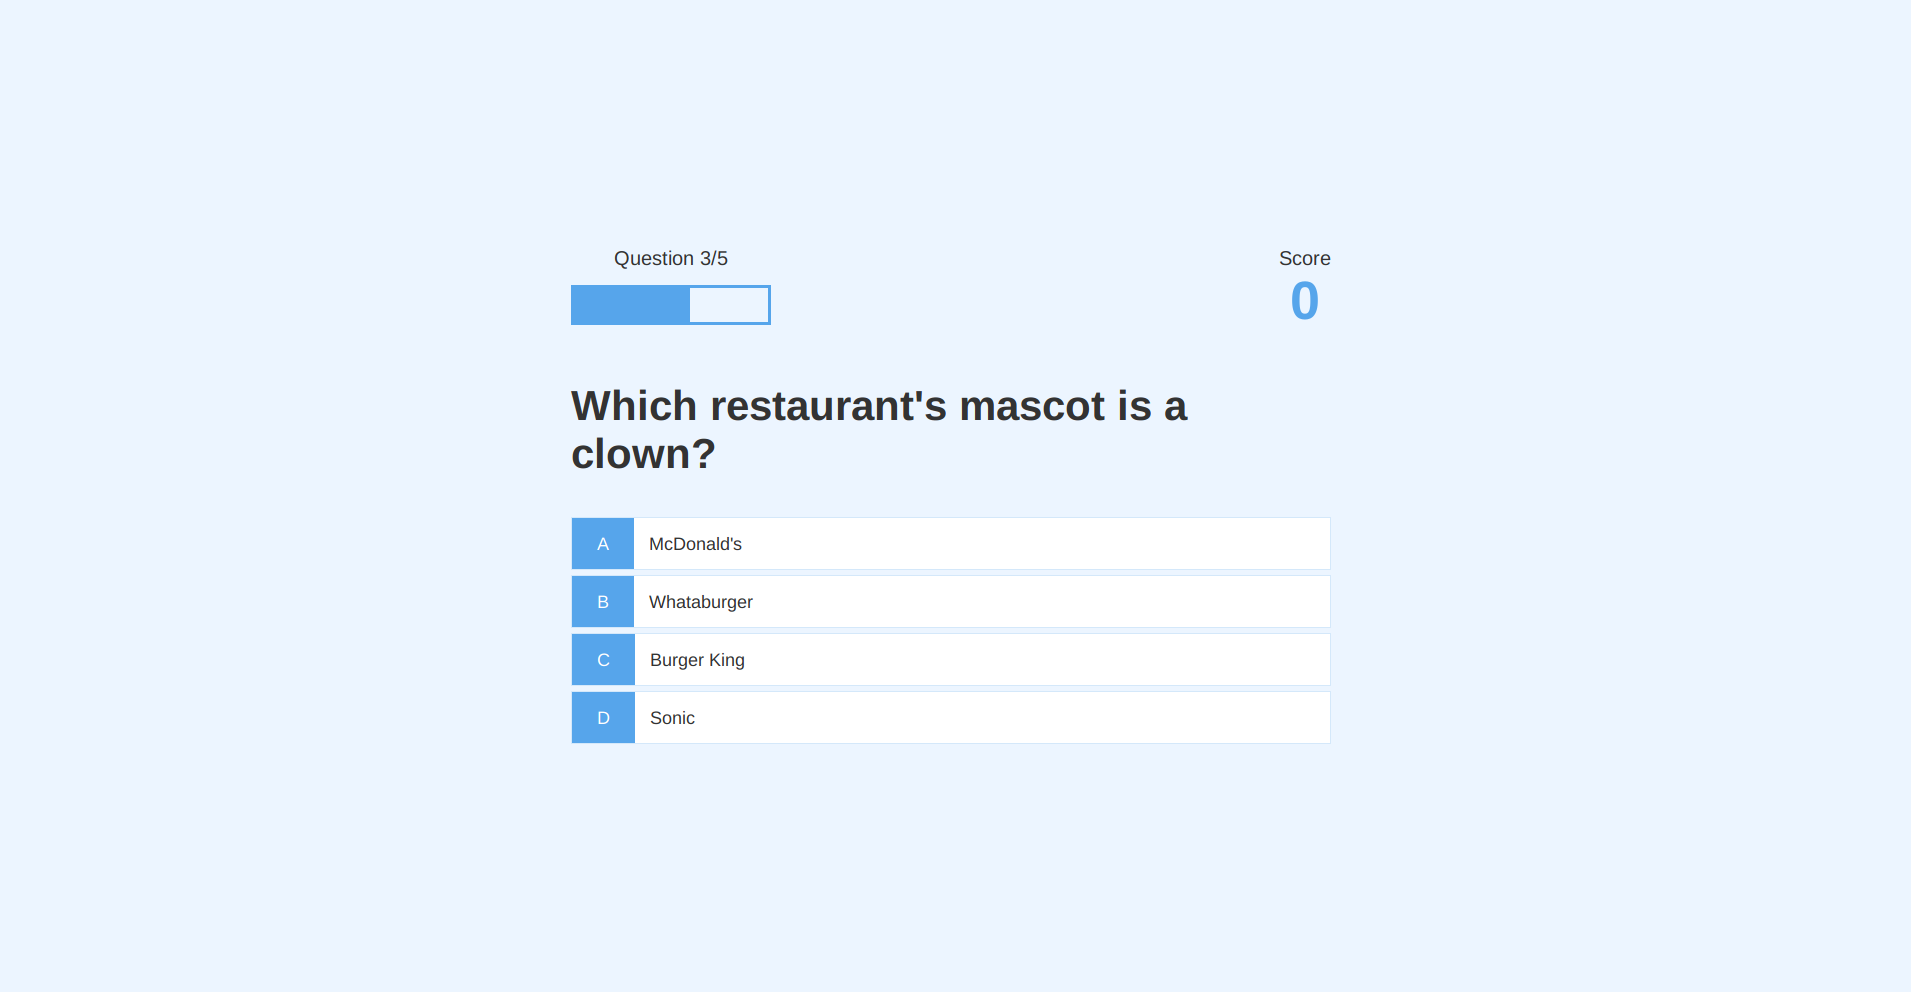 Question 3/5
Score
0
Which restaurant's mascot is a
clown?
A McDonald's
B Whataburger
C Burger King
D Sonic